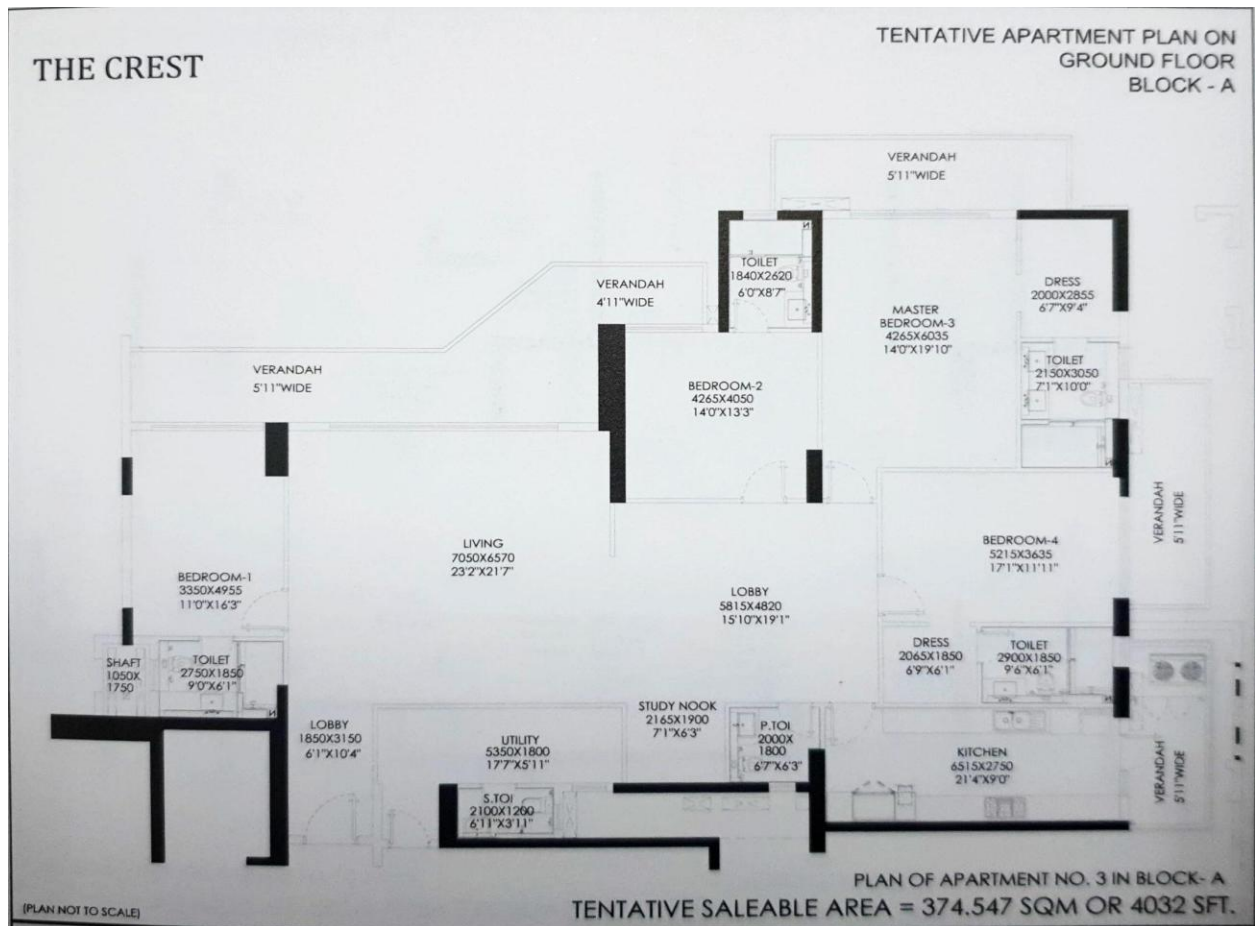 THE CREST
TENTATIVE APARTMENT PLAN ON
GROUND FLOOR
BLOCK - A
VERANDAH
5'11"WIDE
TOILET
1840X2620
6'0"X8'7"
VERANDAH
4'11"WIDE
DRESS
2000X2855
6'7"X9'4"
MASTER
BEDROOM-3
4265X6035
14'0"X19'10"
TOILET
2150X3050
7'1"X10'0"
VERANDAH
5'11"WIDE
BEDROOM-2
4265X4050
14'0"X13'3"
VERANDAH
5'11"WIDE
LIVING
7050X6570
23'2"X21'7"
BEDROOM-4
5215X3635
17'1"X11'11"
BEDROOM-1
3350X4955
11'0"X16'3"
LOBBY
5815X4820
15'10"X19'1"
SHAFT
1050X
1750
TOILET
2750X1850
9'0"X6'1"
DRESS
2065X1850
6'9"X6'1"
TOILET
2900X1850
9'6"X6'1"
LOBBY
1850X3150
6'1"X10'4"
UTILITY
5350X1800
17'7"X5'11"
STUDY NOOK
2165X1900
7'1"X6'3"
P.TOI
2000X
1800
6'7"X6'3"
KITCHEN
6515X2750
21'4"X9'0"
VERANDAH
5'11"WIDE
S.TOI
2100X1200
6'11"X3'11"
PLAN OF APARTMENT NO. 3 IN BLOCK- A
(PLAN NOT TO SCALE)
TENTATIVE SALEABLE AREA = 374.547 SQM OR 4032 SFT.